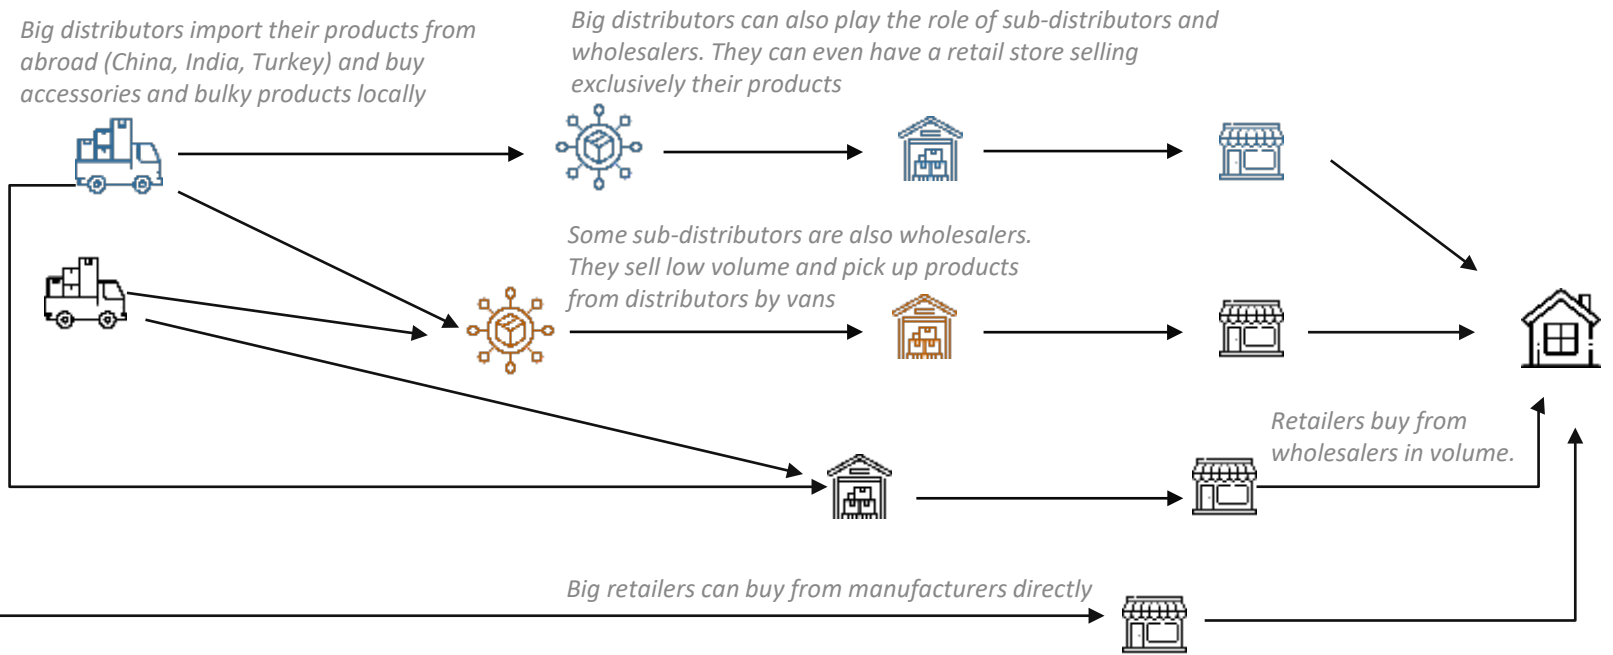 Big distributors import their products from
abroad (China, India, Turkey) and buy
accessories and bulky products locally
Big distributors can also play the role of sub-distributors and
wholesalers. They can even have a retail store selling
exclusively their products
Some sub-distributors are also wholesalers.
They sell low volume and pick up products
from distributors by vans
Retailers buy from
wholesalers in volume.
Big retailers can buy from manufacturers directly